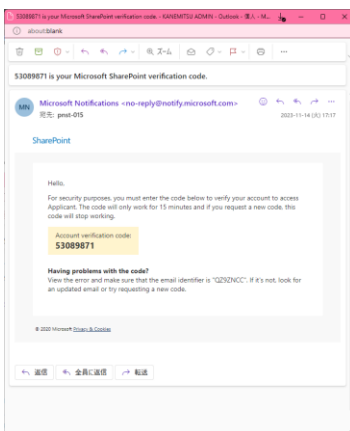 53089871 is your Microsoft SharePoint verification code. - KANEMITSU ADMIN - Outlook - 個人 - M...
about:blank
ズーム
53089871 is your Microsoft SharePoint verification code.
MN
Microsoft Notifications <no-reply@notify.microsoft.com>
宛先: pnst-015
2023-11-14 (火) 17:17
SharePoint
Hello,
For security purposes, you must enter the code below to verify your account to access
Applicant. The code will only work for 15 minutes and if you request a new code, this
code will stop working.
Account verification code:
53089871
Having problems with the code?
View the error and make sure that the email identifier is "QZ9ZNCC". If it's not, look for
an updated email or try requesting a new code.
© 2020 Microsoft Privacy & Cookies
返信
全員に返信
転送